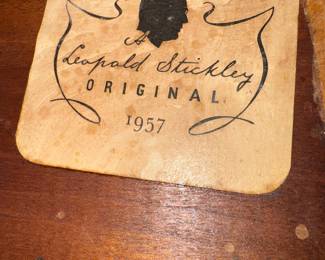 A
Leopold Stickley
ORIGINAL
1957